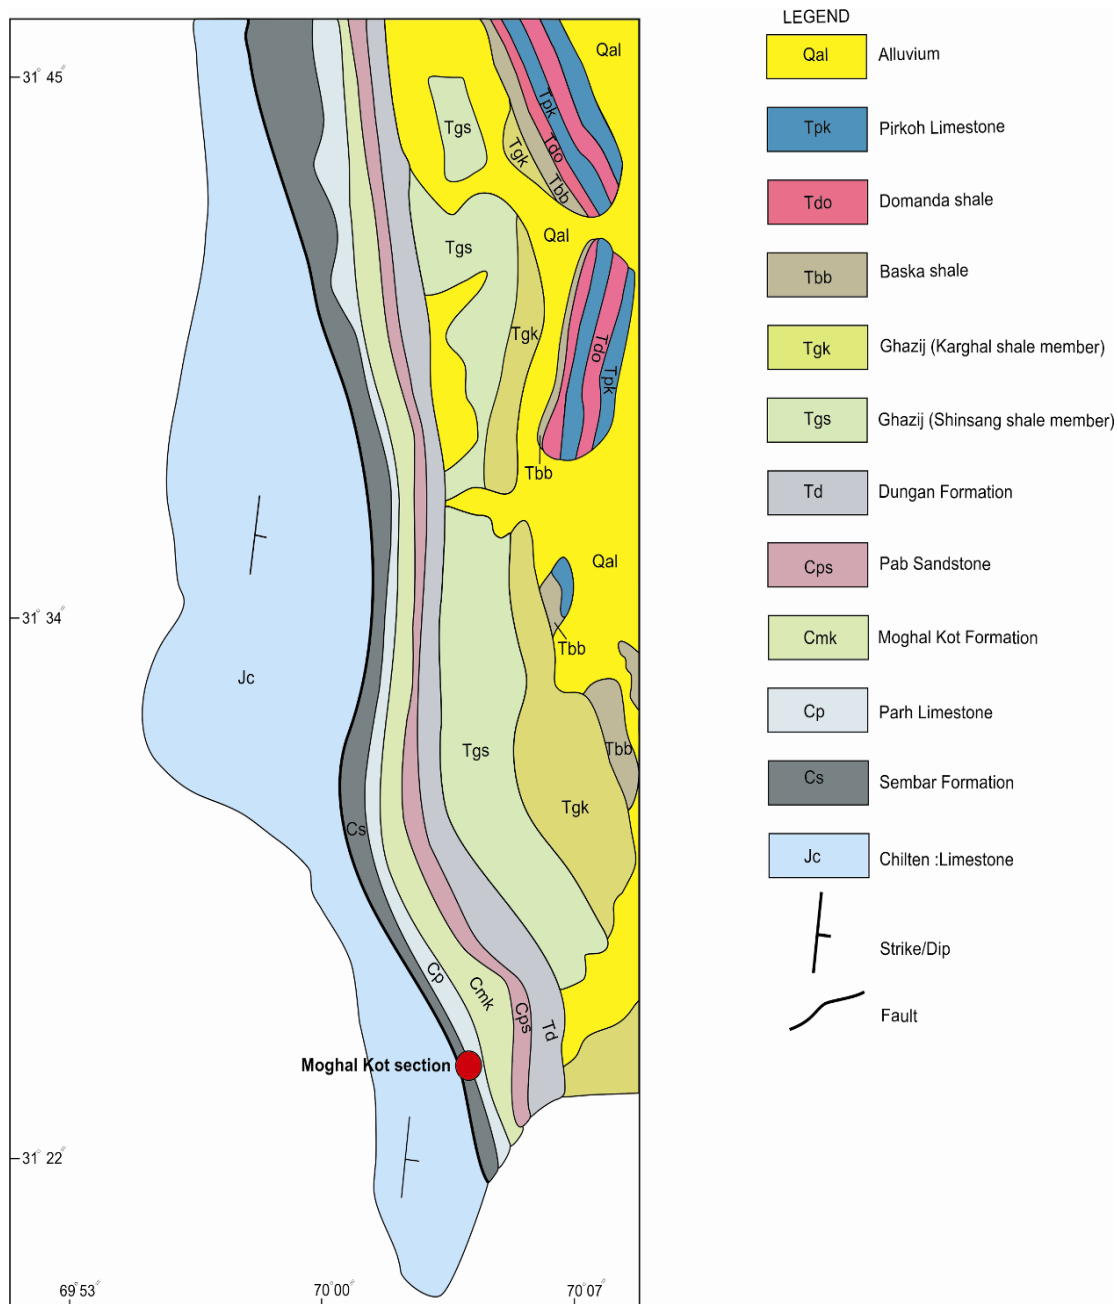 LEGEND
Qal Alluvium
Tpk Pirkoh Limestone
Tdo Domanda shale
Tbb Baska shale
Tgk Ghazij (Karghal shale member)
Tgs Ghazij (Shinsang shale member)
Td Dungan Formation
Cps Pab Sandstone
Cmk Moghal Kot Formation
Cp Parh Limestone
Cs Sembar Formation
Jc Chilten :Limestone
Strike/Dip
Fault
31° 45″
Qal
Tpk
Tgs
Tdo
Tgk
Tbb
Qal
Tgs
Tgk
Tdo
Tpk
Tbb
Qal
31° 34″
Tbb
Jc
Tgs
Tbb
Tgk
Cs
Cp
Cmk
Cps
Td
Moghal Kot section
31° 22″
69°53″
70°00″
70°07″